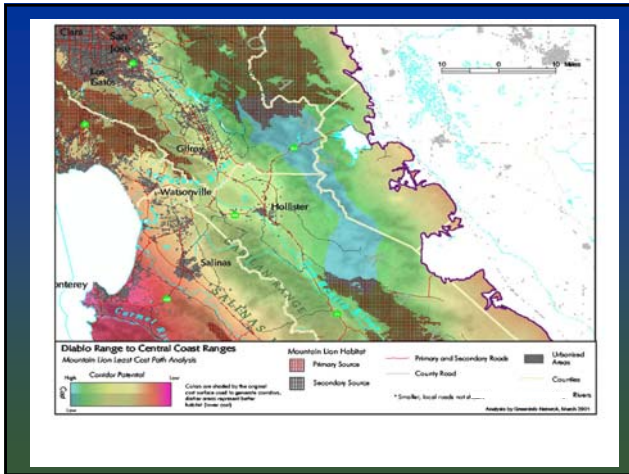 Clara
San
Jose
Los
Gatos
Gilroy
Watsonville
Hollister
Salinas
onterey
Carmel
SALINAS
RANGE
10 0 10 Miles
Diablo Range to Central Coast Ranges
Mountain Lion Least Cost Path Analysis
Corridor Potential
High Low
Cost
Low
Colors are shaded by the original
cost surface used to generate corridors,
darker areas represent better
habitat (lower cost)
Mountain Lion Habitat
Primary Source
Secondary Source
Primary and Secondary Roads
County Road
* Smaller, local roads not
Urbanized
Areas
Counties
Rivers
Analysis by GreenInfo Network, March 2001